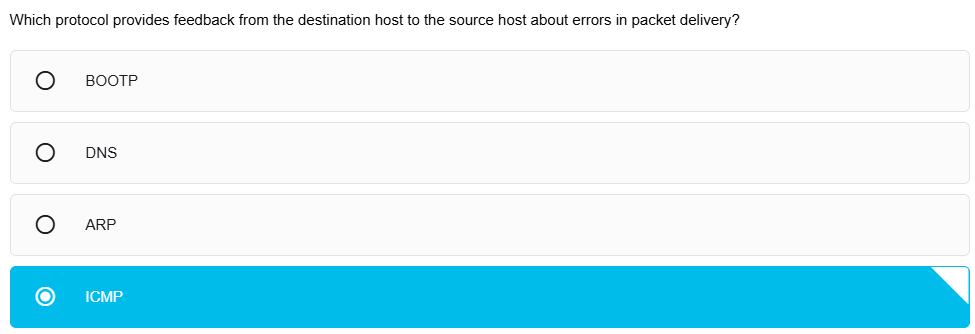 Which protocol provides feedback from the destination host to the source host about errors in packet delivery?
BOOTP
DNS
ARP
ICMP